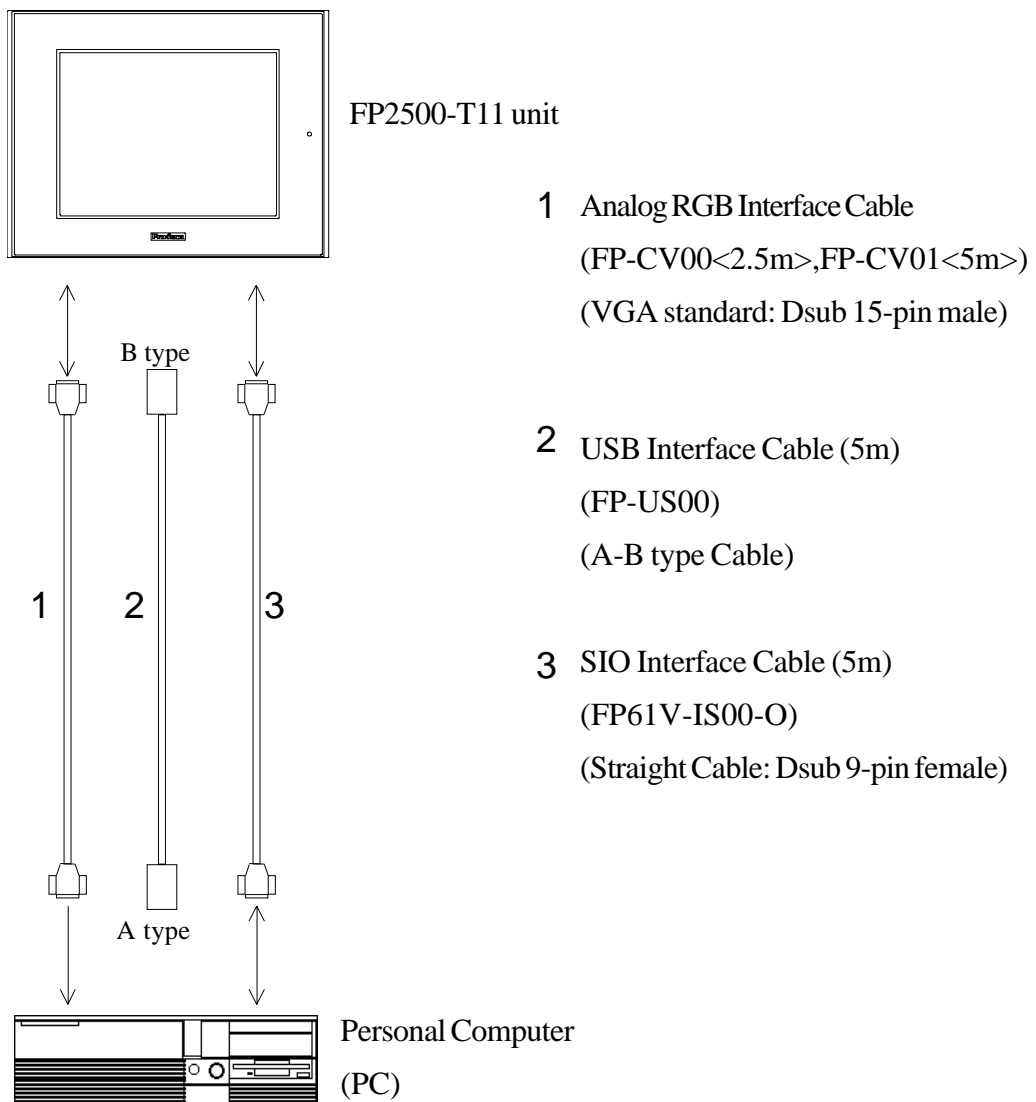 FP2500-T11 unit
1 Analog RGB Interface Cable
(FP-CV00<2.5m>,FP-CV01<5m>)
(VGA standard: Dsub 15-pin male)
B type
2 USB Interface Cable (5m)
(FP-US00)
(A-B type Cable)
1 2 3
3 SIO Interface Cable (5m)
(FP61V-IS00-O)
(Straight Cable: Dsub 9-pin female)
A type
Personal Computer
(PC)